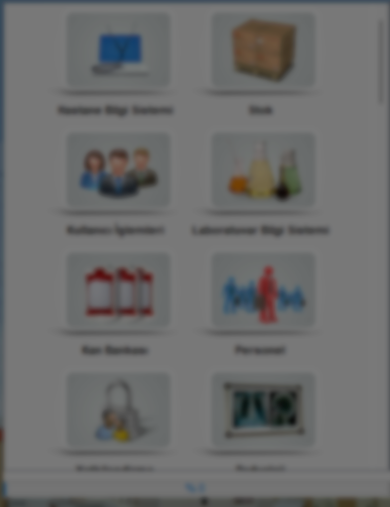 Hastane Bilgi Sistemi
Stok
Kullanıcı İşlemleri
Laboratuvar Bilgi Sistemi
Kan Bankası
Personel